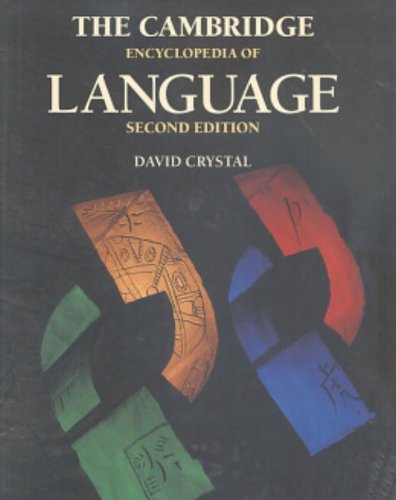 THE CAMBRIDGE
ENCYCLOPEDIA OF
LANGUAGE
SECOND EDITION
DAVID CRYSTAL